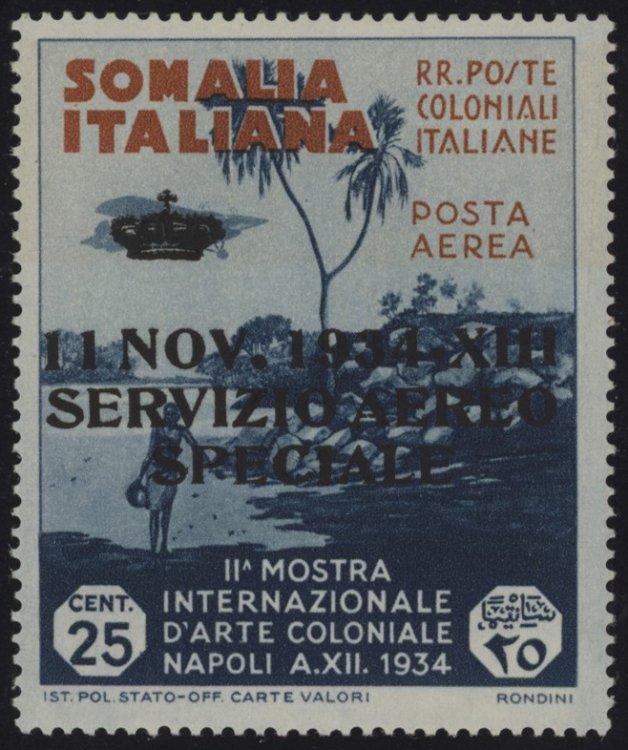 SOMALIA
ITALIANA
RR. POSTE
COLONIALI
ITALIANE
POSTA
AEREA
11 NOV. 1934-XIII
SERVIZIO AEREO
SPECIALE
IIᴬ MOSTRA
INTERNAZIONALE
D'ARTE COLONIALE
NAPOLI A.XII. 1934
CENT.
25
٢٥
IST. POL. STATO-OFF. CARTE VALORI
RONDINI